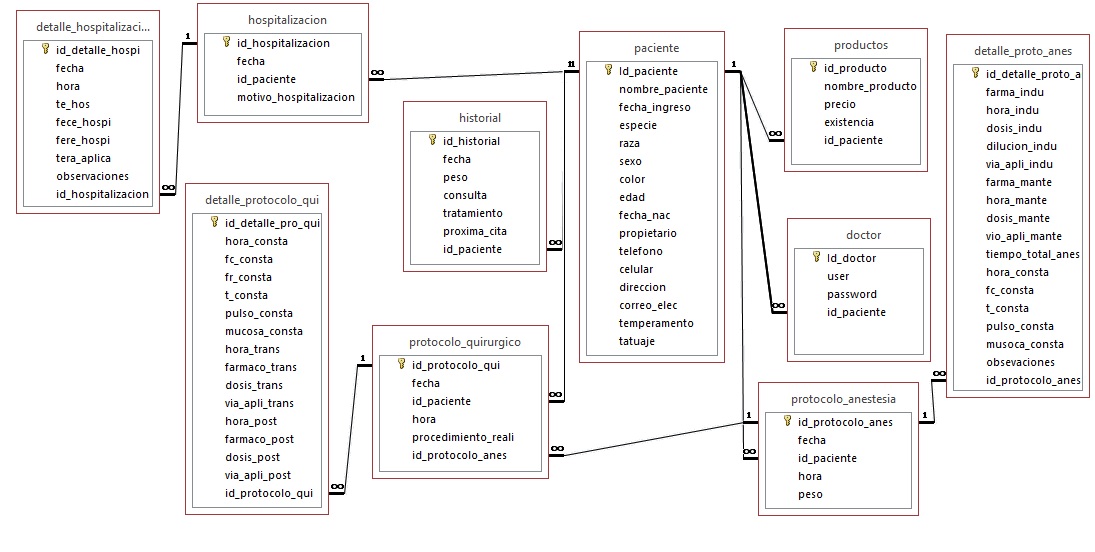 detalle_hospitalizaci...
id_detalle_hospi
fecha
hora
te_hos
fece_hospi
fere_hospi
tera_aplica
observaciones
id_hospitalizacion
1
∞
hospitalizacion
id_hospitalizacion
fecha
id_paciente
motivo_hospitalizacion
∞
historial
id_historial
fecha
peso
consulta
tratamiento
proxima_cita
id_paciente
∞
detalle_protocolo_qui
id_detalle_pro_qui
hora_consta
fc_consta
fr_consta
t_consta
pulso_consta
mucosa_consta
hora_trans
farmaco_trans
dosis_trans
via_apli_trans
hora_post
farmaco_post
dosis_post
via_apli_post
id_protocolo_qui
∞
1
protocolo_quirurgico
id_protocolo_qui
fecha
id_paciente
hora
procedimiento_reali
id_protocolo_anes
∞
∞
11
paciente
Id_paciente
nombre_paciente
fecha_ingreso
especie
raza
sexo
color
edad
fecha_nac
propietario
telefono
celular
direccion
correo_elec
temperamento
tatuaje
1
productos
id_producto
nombre_producto
precio
existencia
id_paciente
∞
doctor
Id_doctor
user
password
id_paciente
∞
protocolo_anestesia
id_protocolo_anes
fecha
id_paciente
hora
peso
1
∞
1
∞
detalle_proto_anes
id_detalle_proto_a
farma_indu
hora_indu
dosis_indu
dilucion_indu
via_apli_indu
farma_mante
hora_mante
dosis_mante
vio_apli_mante
tiempo_total_anes
hora_consta
fc_consta
t_consta
pulso_consta
musoca_consta
obsevaciones
id_protocolo_anes